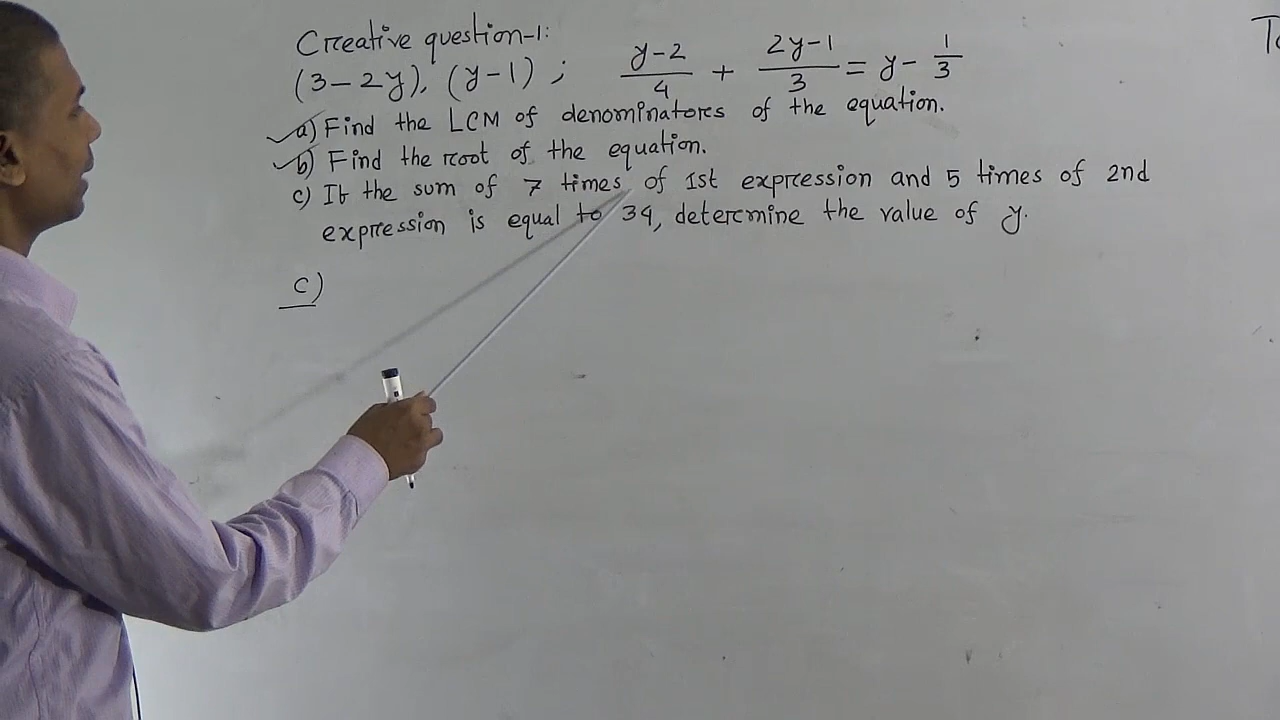 Creative question-1:
(3-2y), (y-1) ; (y-2)/4 + (2y-1)/3 = y - 1/3
a) Find the LCM of denominatores of the equation.
b) Find the root of the equation.
c) If the sum of 7 times of 1st expression and 5 times of 2nd
expression is equal to 34, determine the value of y.
c)